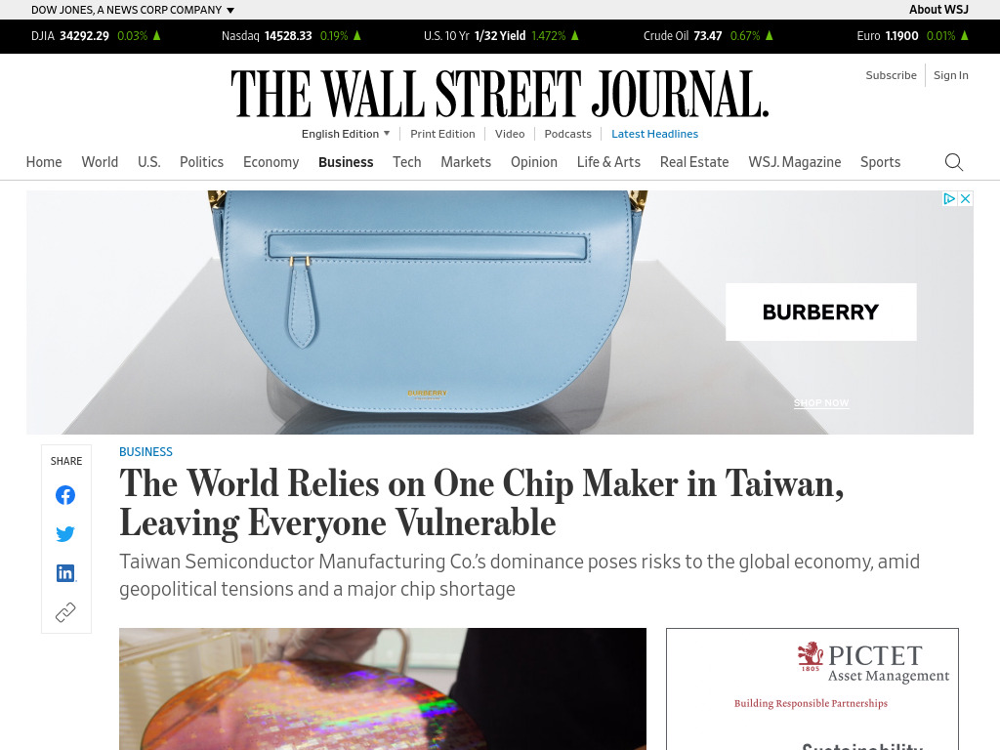 DOW JONES, A NEWS CORP COMPANY
About WSJ
DJIA 34292.29 0.03%
Nasdaq 14528.33 0.19%
U.S. 10 Yr 1/32 Yield 1.472%
Crude Oil 73.47 0.67%
Euro 1.1900 0.01%
Subscribe
Sign In
THE WALL STREET JOURNAL.
English Edition
Print Edition
Video
Podcasts
Latest Headlines
Home
World
U.S.
Politics
Economy
Business
Tech
Markets
Opinion
Life & Arts
Real Estate
WSJ. Magazine
Sports
BURBERRY
BURBERRY
SHOP NOW
SHARE
BUSINESS
The World Relies on One Chip Maker in Taiwan,
Leaving Everyone Vulnerable
Taiwan Semiconductor Manufacturing Co.’s dominance poses risks to the global economy, amid
geopolitical tensions and a major chip shortage
1805
PICTET
Asset Management
Building Responsible Partnerships
Sustainability